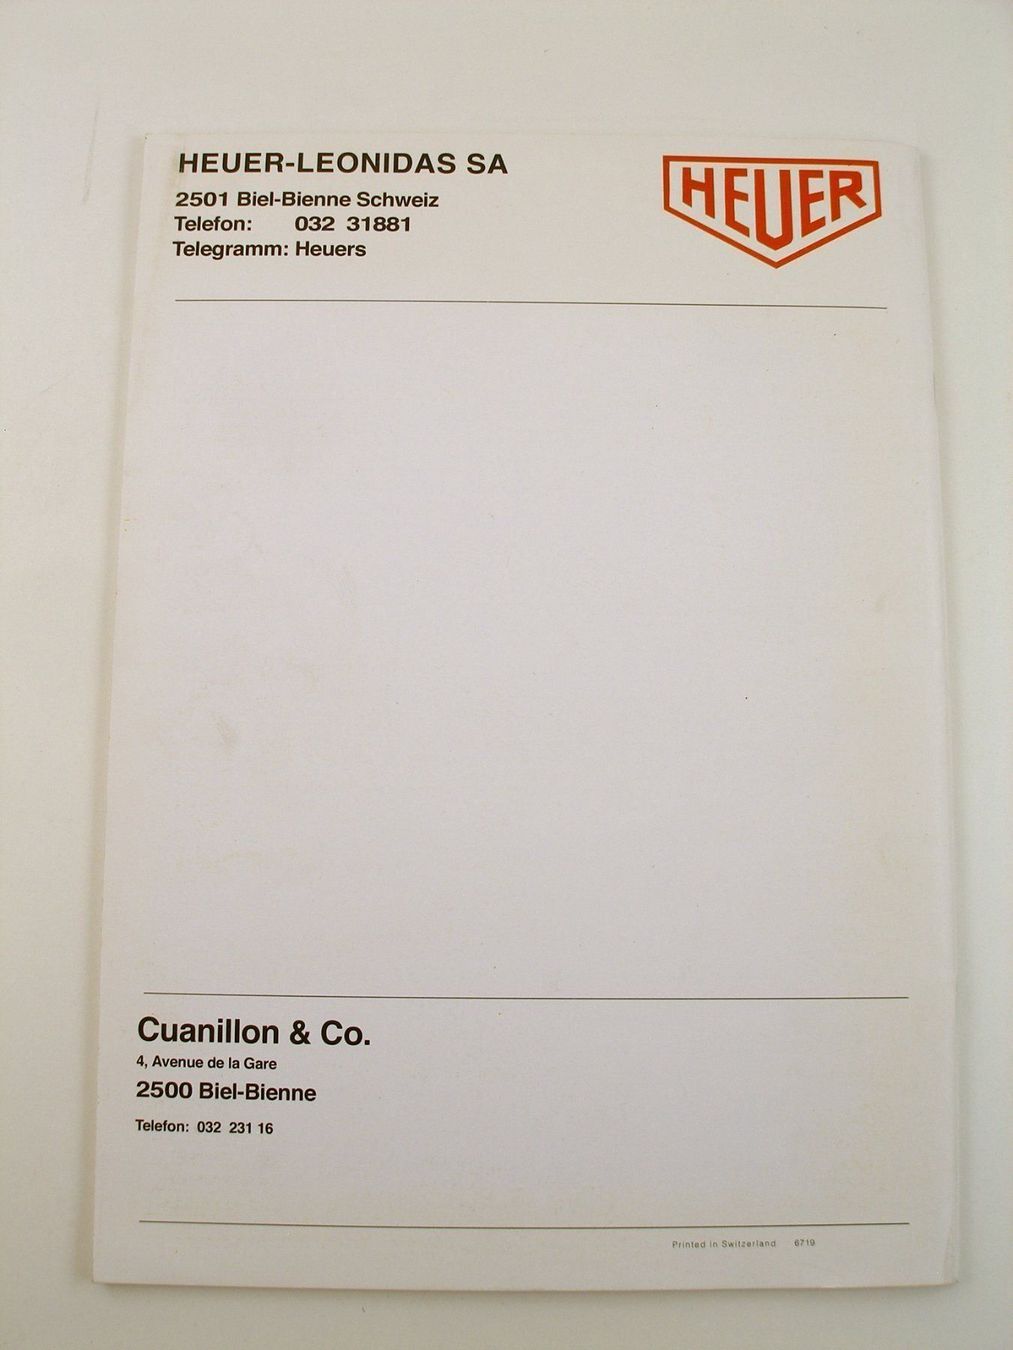 HEUER-LEONIDAS SA
2501 Biel-Bienne Schweiz
Telefon: 032 31881
Telegramm: Heuers
HEUER
Cuanillon & Co.
4, Avenue de la Gare
2500 Biel-Bienne
Telefon: 032 231 16
Printed in Switzerland 6719